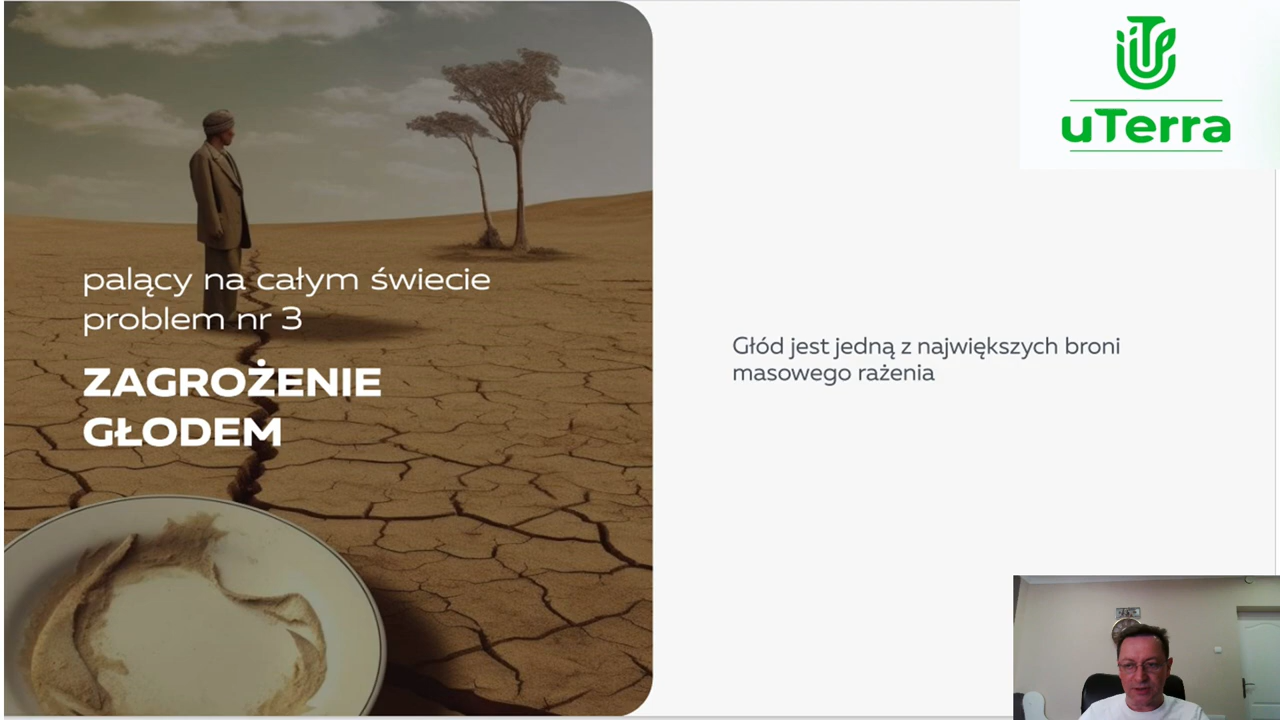 palący na całym świecie
problem nr 3
ZAGROŻENIE
GŁODEM
Głód jest jedną z największych broni
masowego rażenia
uTerra